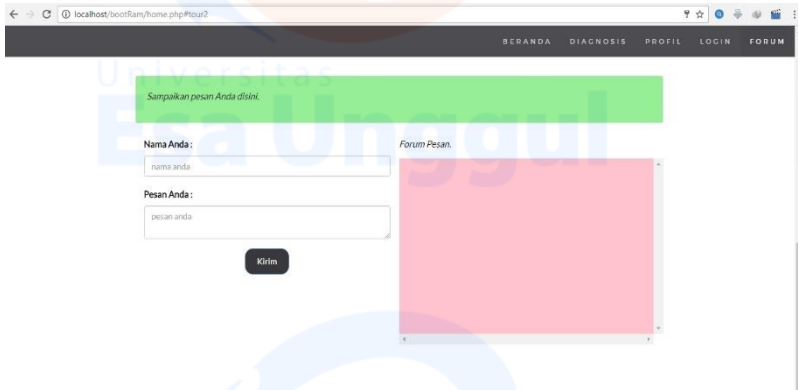 localhost/bootRam/home.php#tour2
BERANDA DIAGNOSIS PROFIL LOGIN FORUM
Universitas
Esa Unggul
Sampaikan pesan Anda disini.
Nama Anda :
nama anda
Pesan Anda :
pesan anda
Kirim
Forum Pesan.